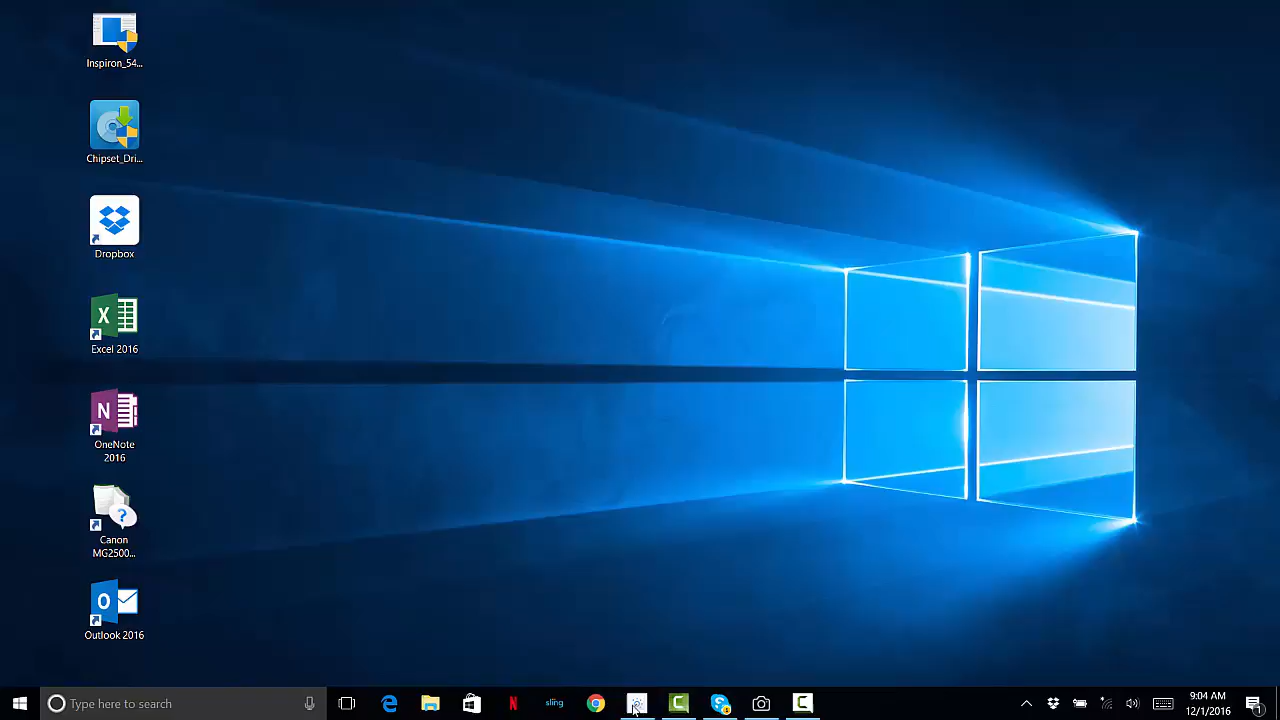 Inspiron_54...
Chipset_Dri...
Dropbox
Excel 2016
OneNote
2016
Canon
MG2500...
Outlook 2016
Type here to search
sling
9:04 AM
12/1/2016
1